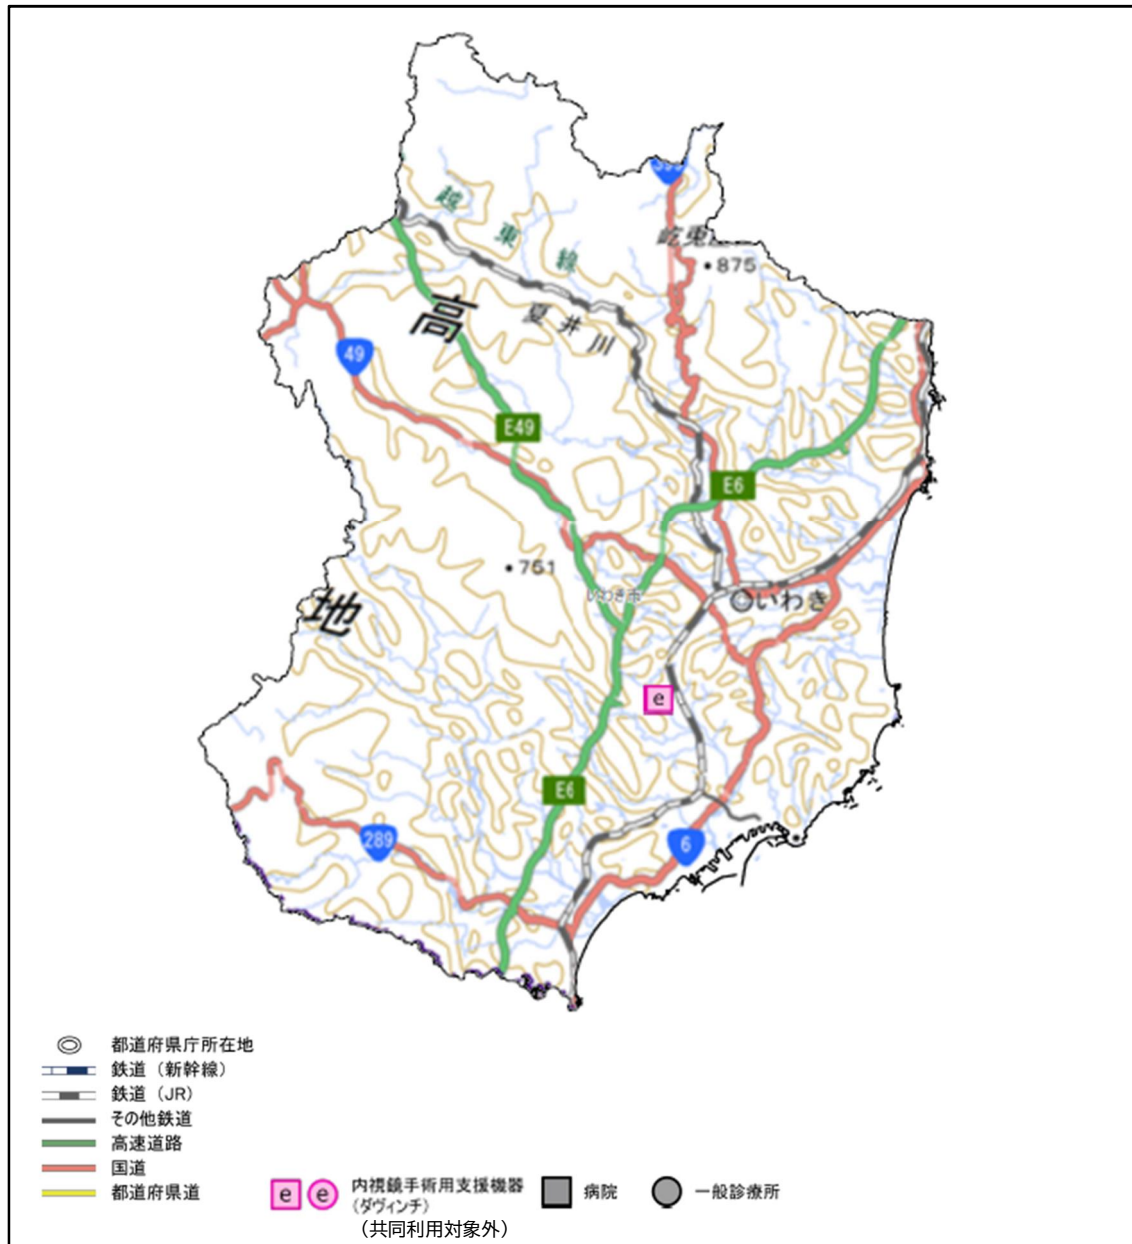 越東線
高
夏井川
875
49
E49
E6
751
いわき市
いわき
地
e
E6
289
6
都道府県庁所在地
鉄道（新幹線）
鉄道（JR）
その他鉄道
高速道路
国道
都道府県道
e e 内視鏡手術用支援機器
（ダヴィンチ）
（共同利用対象外）
病院
一般診療所